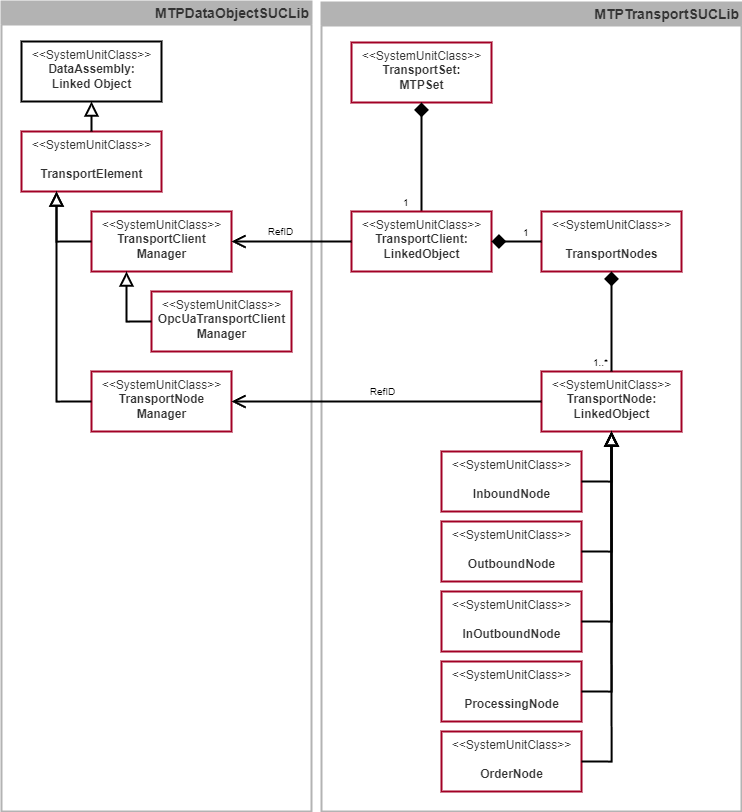 MTPDataObjectSUCLib
<<SystemUnitClass>>
DataAssembly:
Linked Object
<<SystemUnitClass>>
TransportElement
<<SystemUnitClass>>
TransportClient
Manager
<<SystemUnitClass>>
OpcUaTransportClient
Manager
<<SystemUnitClass>>
TransportNode
Manager
MTPTransportSUCLib
<<SystemUnitClass>>
TransportSet:
MTPSet
1
RefID
<<SystemUnitClass>>
TransportClient:
LinkedObject
1
<<SystemUnitClass>>
TransportNodes
1..*
RefID
<<SystemUnitClass>>
TransportNode:
LinkedObject
<<SystemUnitClass>>
InboundNode
<<SystemUnitClass>>
OutboundNode
<<SystemUnitClass>>
InOutboundNode
<<SystemUnitClass>>
ProcessingNode
<<SystemUnitClass>>
OrderNode